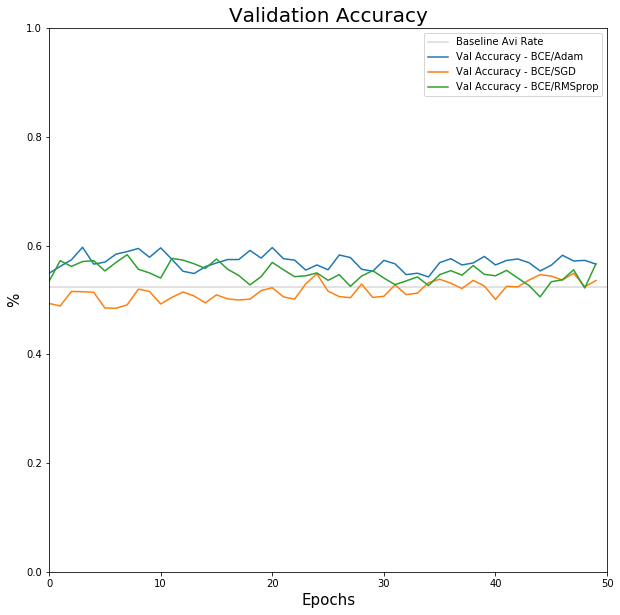 Validation Accuracy
1.0
0.8
0.6
0.4
0.2
0.0
%
0
10
20
30
40
50
Epochs
Baseline Avi Rate
Val Accuracy - BCE/Adam
Val Accuracy - BCE/SGD
Val Accuracy - BCE/RMSprop